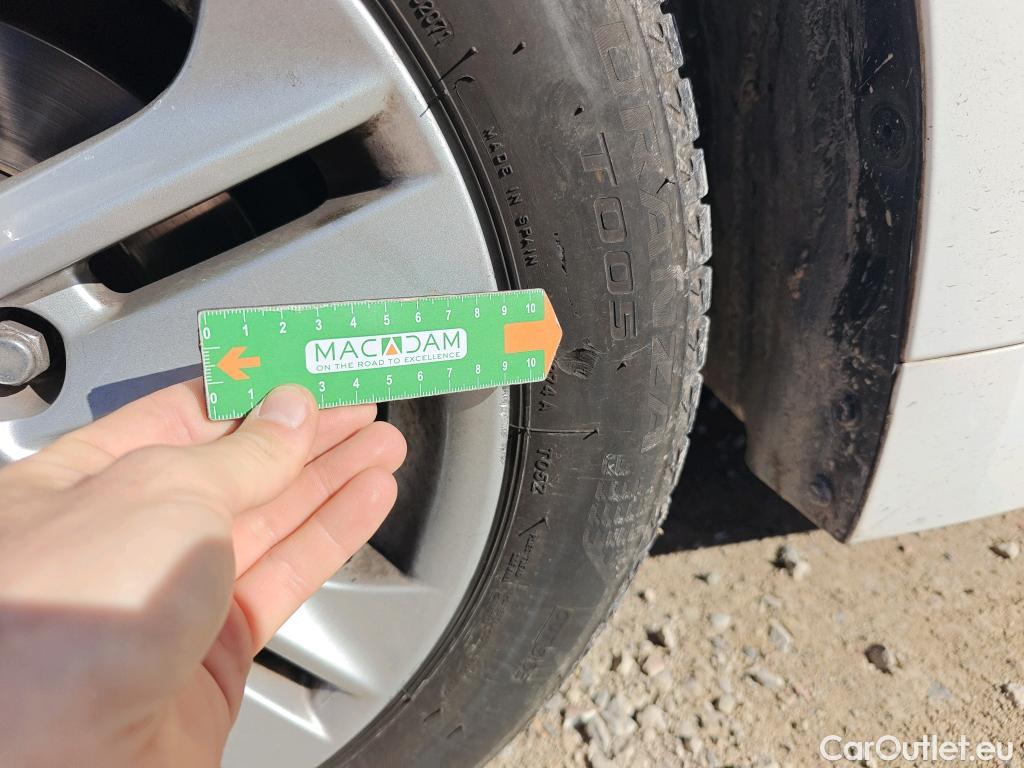 TURANZA
T005
MADE IN SPAIN
0 1 2 3 4 5 6 7 8 9 10
MACADAM
ON THE ROAD TO EXCELLENCE
0 1 3 4 5 6 7 8 9 10
T05Z
CarOutlet.eu